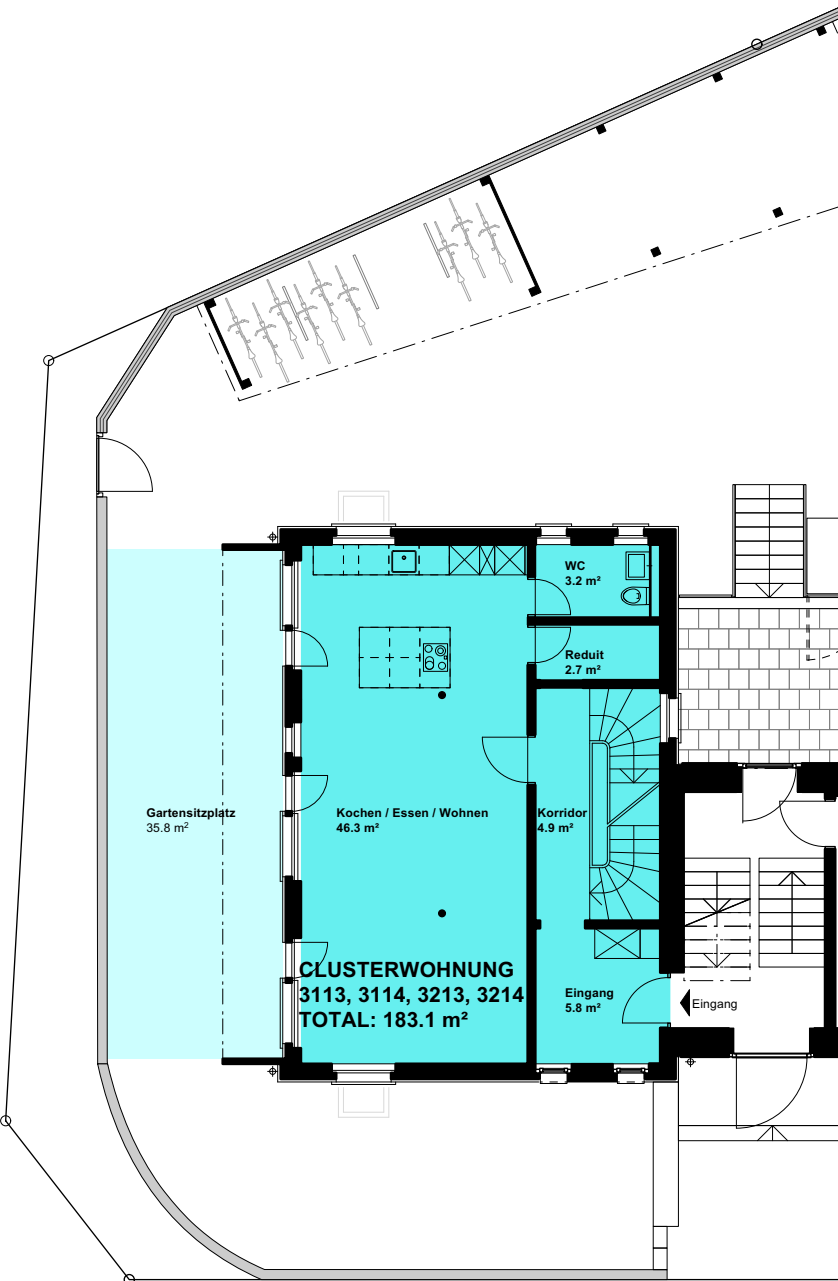 WC
3.2 m²
Reduit
2.7 m²
Gartensitzplatz
35.8 m²
Kochen / Essen / Wohnen
46.3 m²
Korridor
4.9 m²
CLUSTERWOHNUNG
3113, 3114, 3213, 3214
TOTAL: 183.1 m²
Eingang
5.8 m²
Eingang